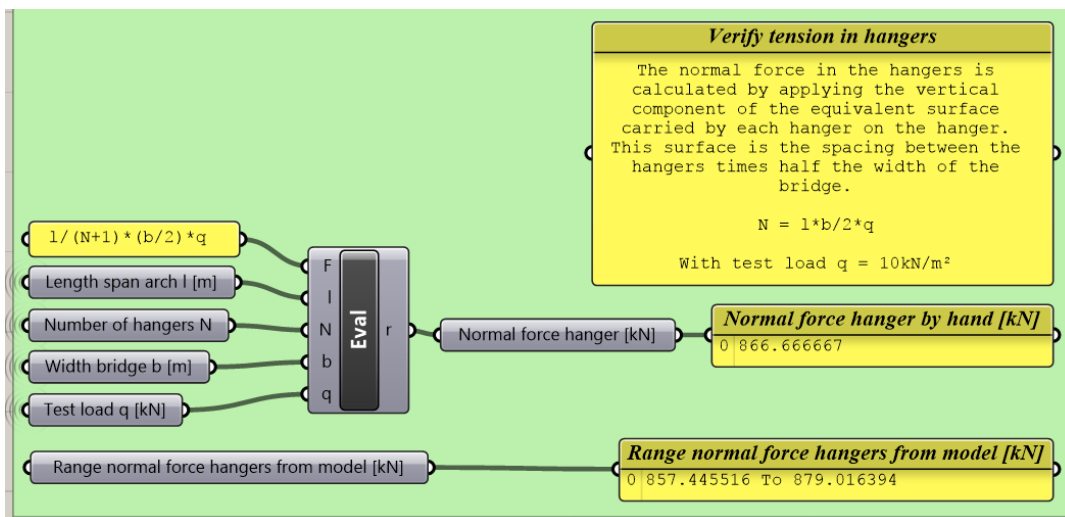 Verify tension in hangers
The normal force in the hangers is
calculated by applying the vertical
component of the equivalent surface
carried by each hanger on the hanger.
This surface is the spacing between the
hangers times half the width of the
bridge.
N = l*b/2*q
With test load q = 10kN/m²
l/(N+1)*(b/2)*q
Length span arch l [m]
Number of hangers N
Width bridge b [m]
Test load q [kN]
F
l
N
b
q
Eval
r
Normal force hanger [kN]
Normal force hanger by hand [kN]
0 866.666667
Range normal force hangers from model [kN]
Range normal force hangers from model [kN]
0 857.445516 To 879.016394